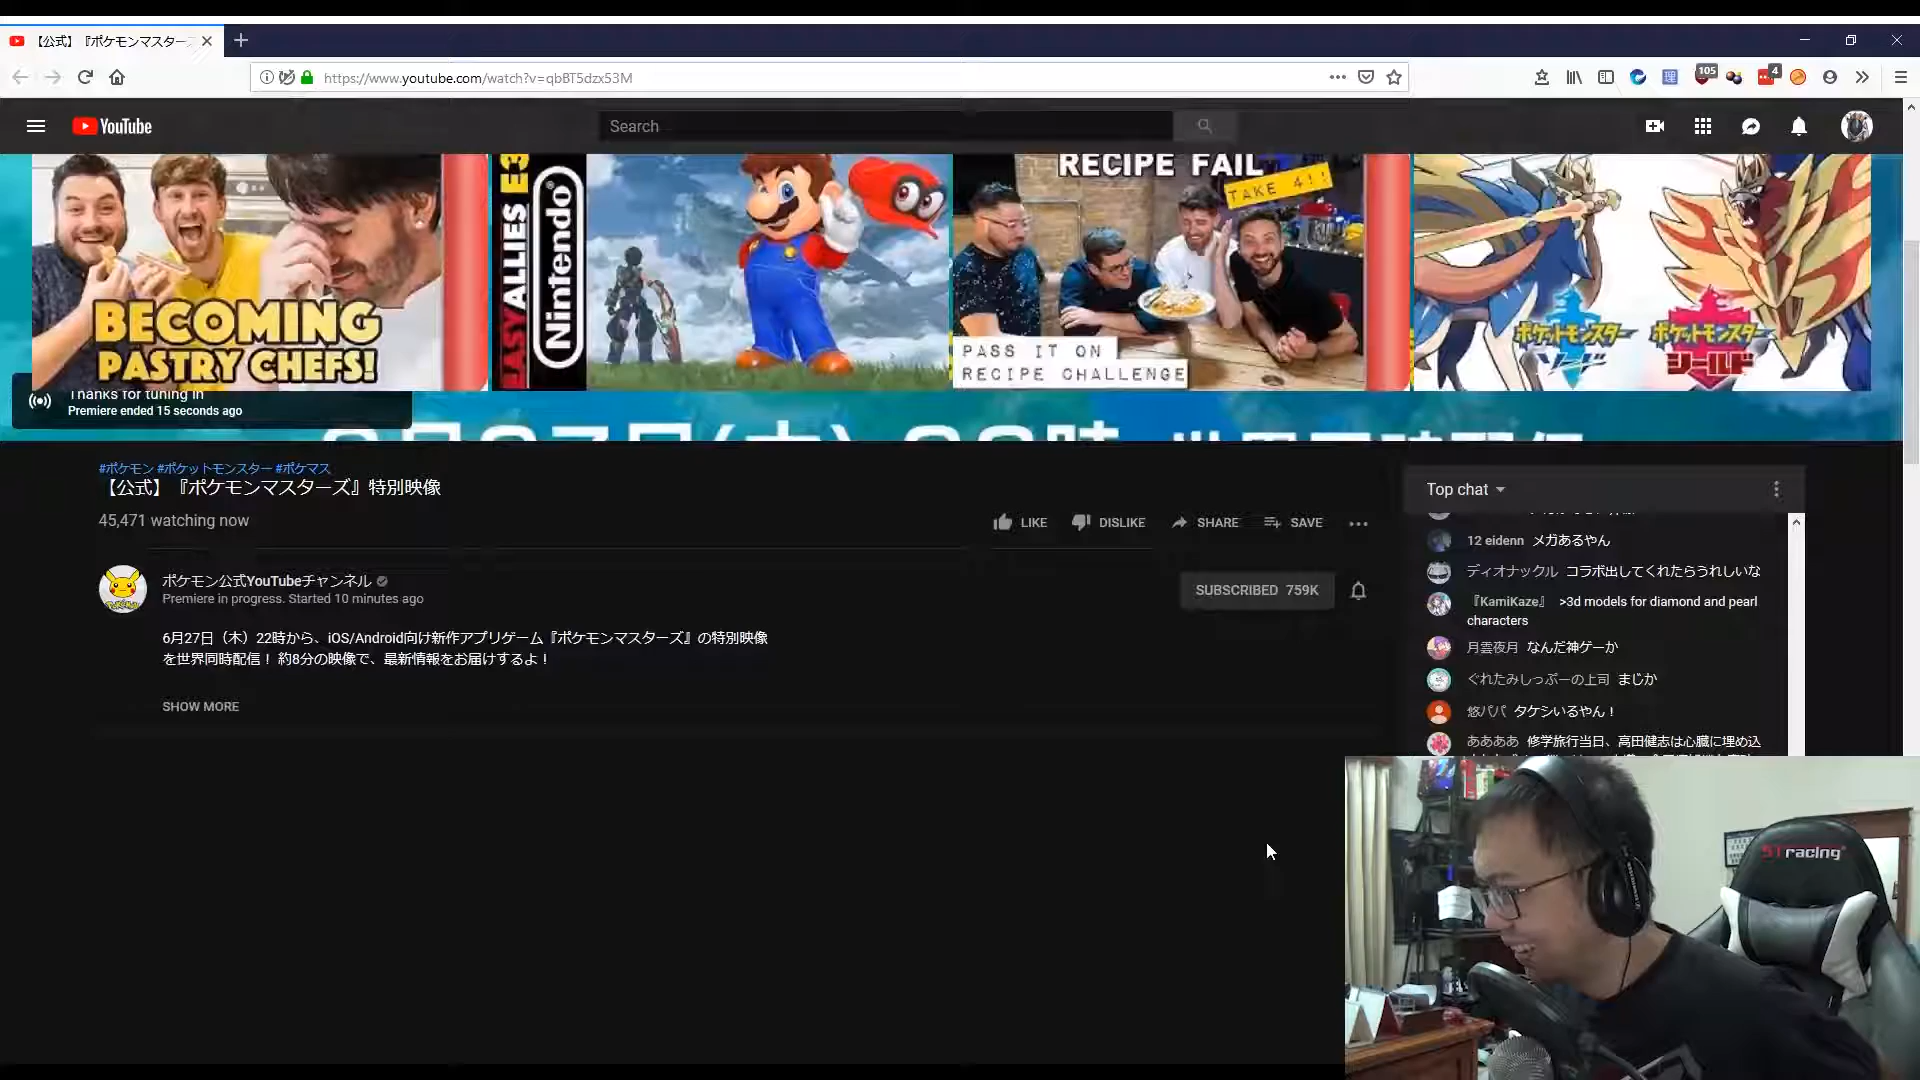 【公式】『ポケモンマスター
https://www.youtube.com/watch?v=qbBT5dzx53M
105
4
YouTube
Search
BECOMING
PASTRY CHEFS!
EASYALLIES E3
Nintendo
RECIPE FAIL
TAKE 4!!
PASS IT ON
RECIPE CHALLENGE
ポケットモンスター
ソード
ポケットモンスター
シールド
Thanks for tuning in
Premiere ended 15 seconds ago
#ポケモン #ポケットモンスター #ポケマス
【公式】『ポケモンマスターズ』特別映像
45,471 watching now
LIKE
DISLIKE
SHARE
SAVE
ポケモン公式YouTubeチャンネル
Premiere in progress. Started 10 minutes ago
SUBSCRIBED 759K
6月27日（木）22時から、iOS/Android向け新作アプリゲーム『ポケモンマスターズ』の特別映像
を世界同時配信！ 約8分の映像で、最新情報をお届けするよ！
SHOW MORE
Top chat
12 eidenn メガあるやん
ディオナックル コラボ出してくれたらうれしいな
『KamiKaze』 >3d models for diamond and pearl
characters
月雲夜月 なんだ神ゲーか
ぐれたみしっぷーの上司 まじか
悠パパ タケシいるやん！
ああああ 修学旅行当日、高田健志は心臓に埋め込
STracing